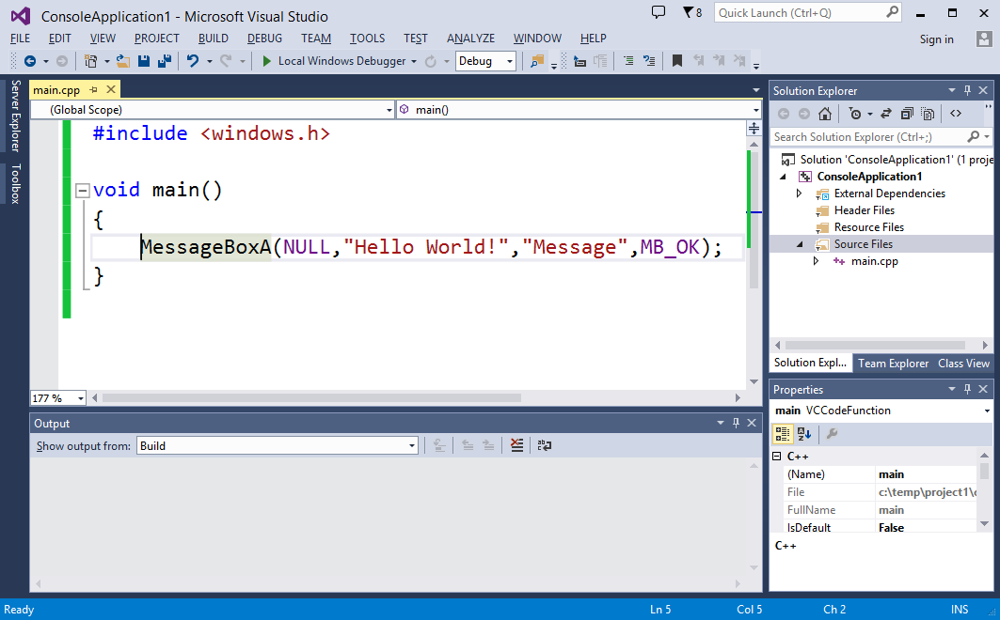 ConsoleApplication1 - Microsoft Visual Studio
8
Quick Launch (Ctrl+Q)
FILE EDIT VIEW PROJECT BUILD DEBUG TEAM TOOLS TEST ANALYZE WINDOW HELP
Sign in
Local Windows Debugger
Debug
Server Explorer
Toolbox
main.cpp
(Global Scope)
main()
#include <windows.h>
void main()
{
MessageBoxA(NULL,"Hello World!","Message",MB_OK);
}
177 %
Output
Show output from: Build
Solution Explorer
Search Solution Explorer (Ctrl+;)
Solution 'ConsoleApplication1' (1 proje
ConsoleApplication1
External Dependencies
Header Files
Resource Files
Source Files
main.cpp
Solution Expl... Team Explorer Class View
Properties
main VCCodeFunction
C++
(Name) main
File c:\temp\project1\c
FullName main
IsDefault False
C++
Ready Ln 5 Col 5 Ch 2 INS